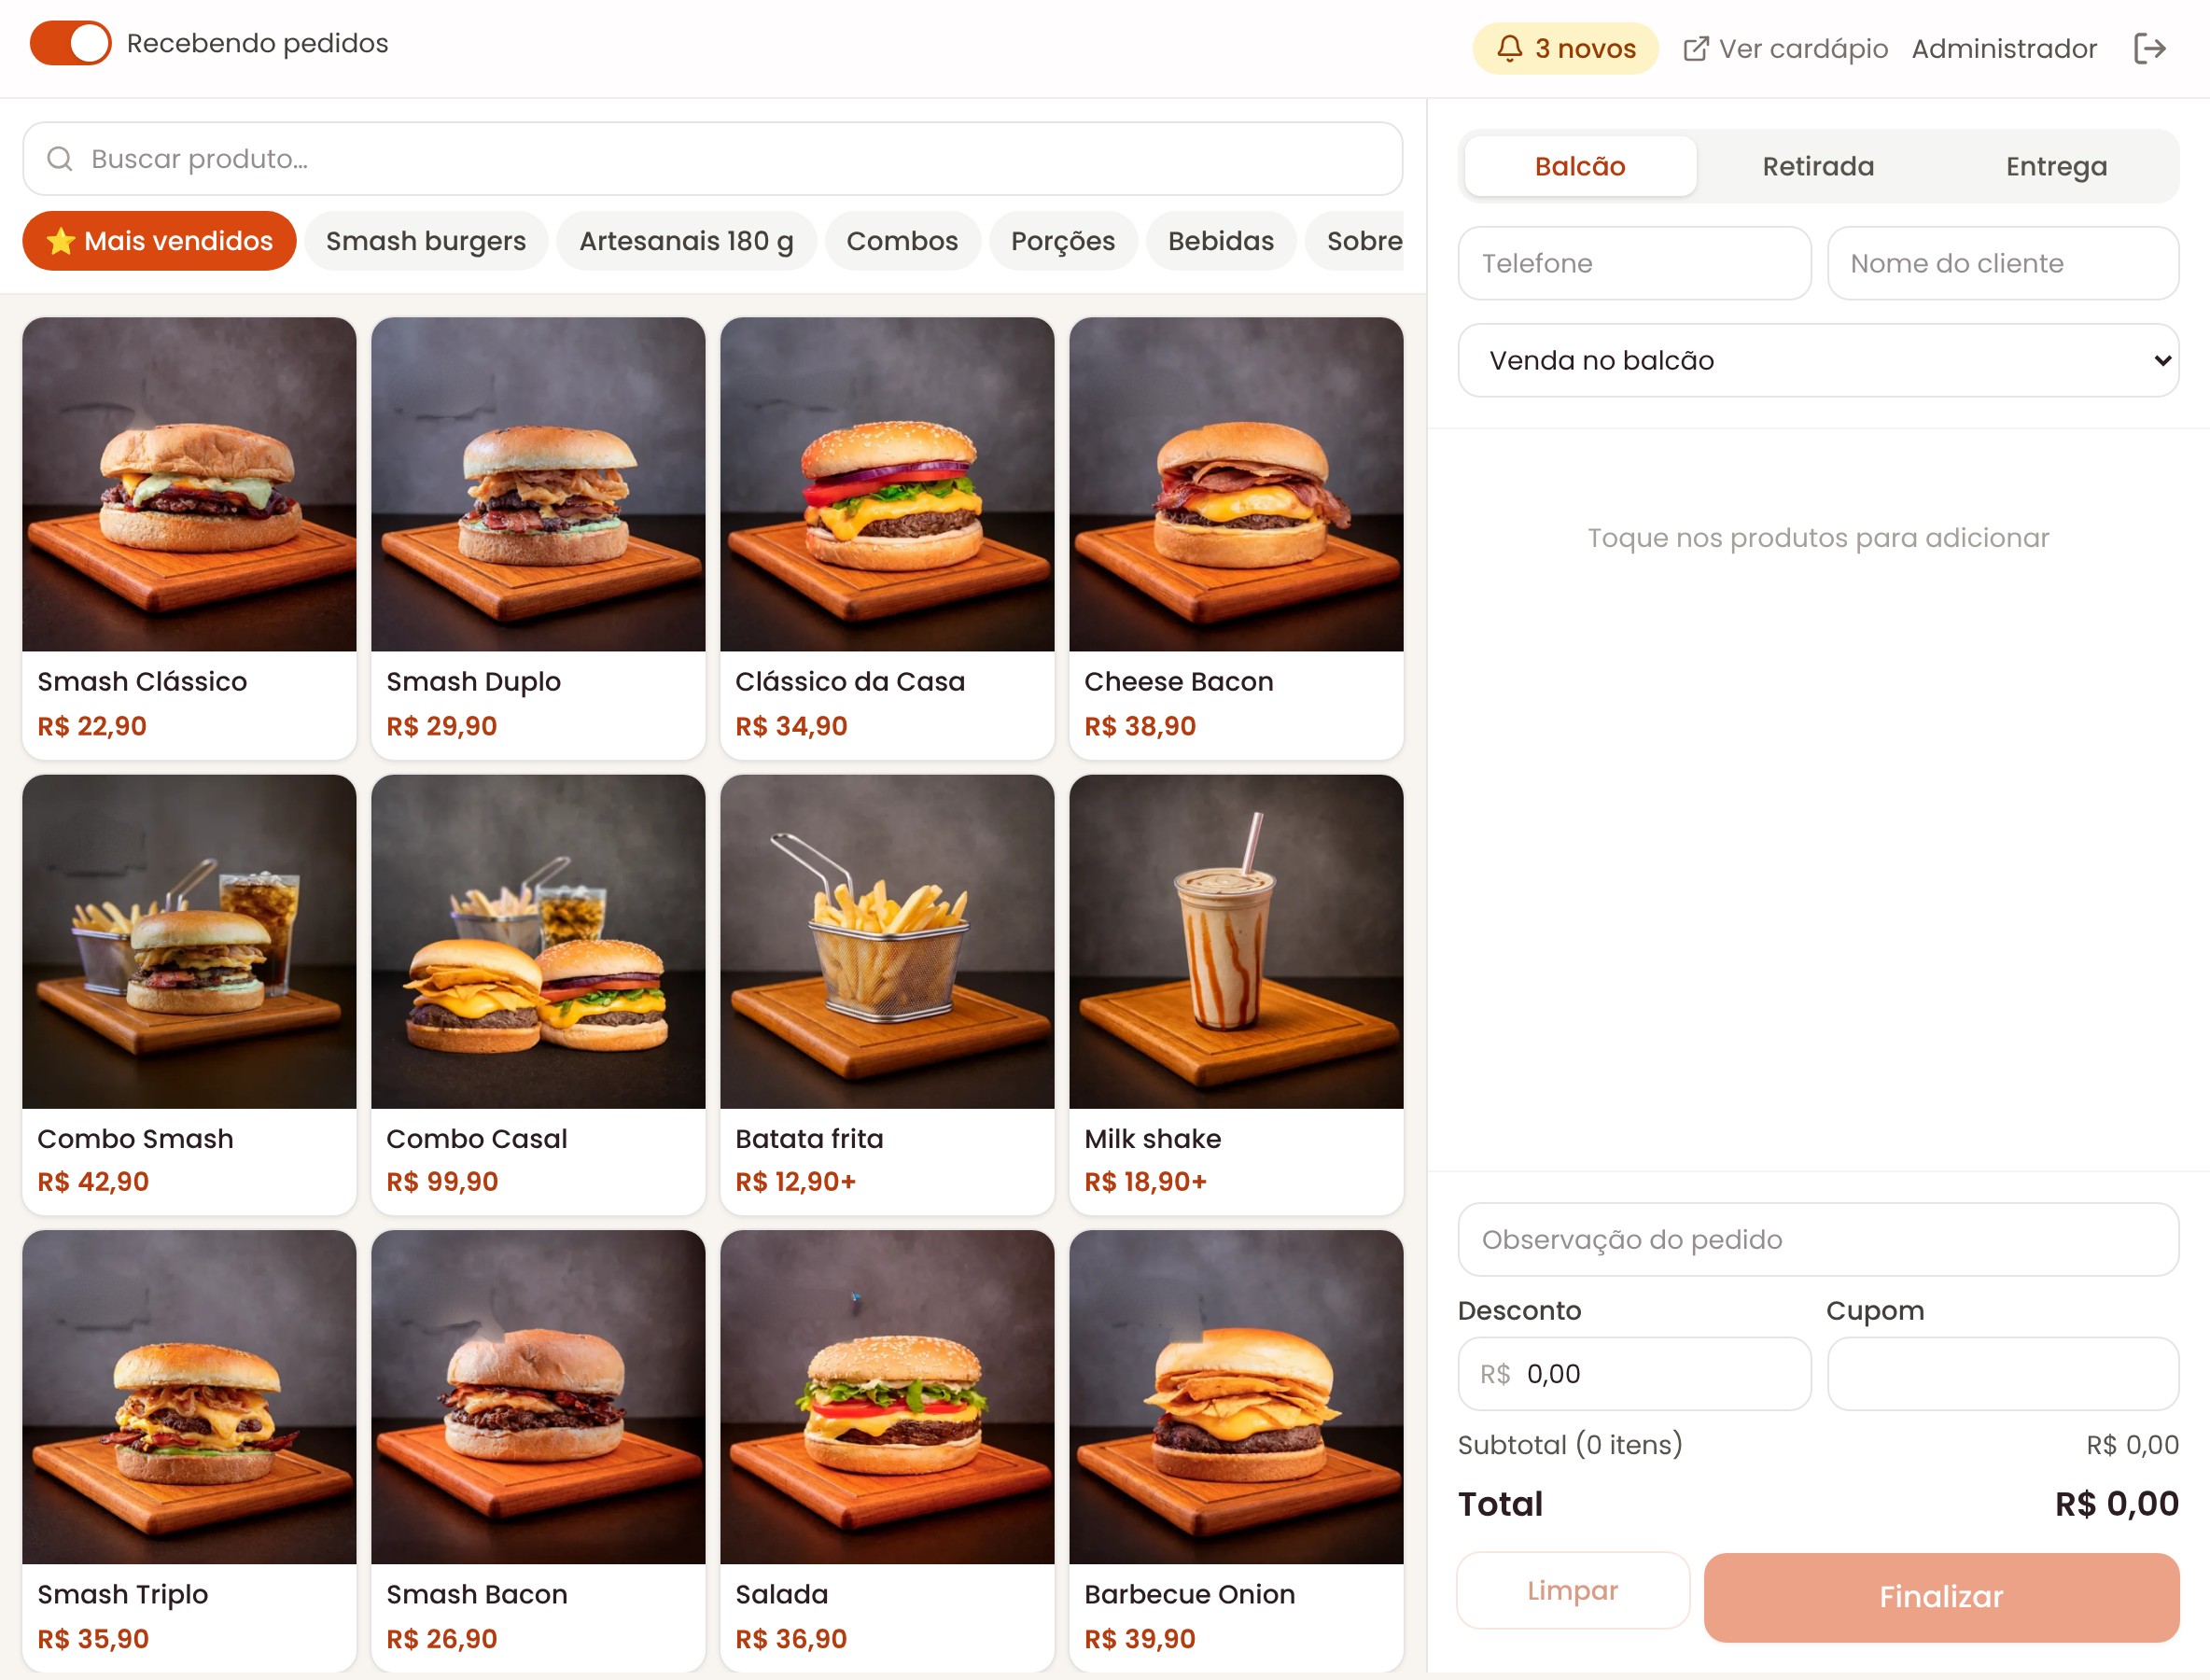 Recebendo pedidos
3 novos
Ver cardápio
Administrador
Buscar produto...
Mais vendidos
Smash burgers
Artesanais 180 g
Combos
Porções
Bebidas
Sobre
Smash Clássico
R$ 22,90
Smash Duplo
R$ 29,90
Clássico da Casa
R$ 34,90
Cheese Bacon
R$ 38,90
Combo Smash
R$ 42,90
Combo Casal
R$ 99,90
Batata frita
R$ 12,90+
Milk shake
R$ 18,90+
Smash Triplo
R$ 35,90
Smash Bacon
R$ 26,90
Salada
R$ 36,90
Barbecue Onion
R$ 39,90
Balcão
Retirada
Entrega
Telefone
Nome do cliente
Venda no balcão
Toque nos produtos para adicionar
Observação do pedido
Desconto
Cupom
R$ 0,00
Subtotal (0 itens)
R$ 0,00
Total
R$ 0,00
Limpar
Finalizar